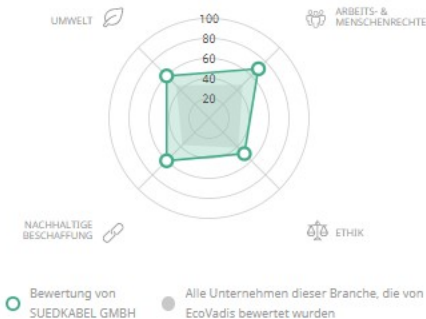 UMWELT
100
80
60
40
20
ARBEITS- &
MENSCHENRECHTE
NACHHALTIGE
BESCHAFFUNG
ETHIK
Bewertung von
SUEDKABEL GMBH
Alle Unternehmen dieser Branche, die von
EcoVadis bewertet wurden